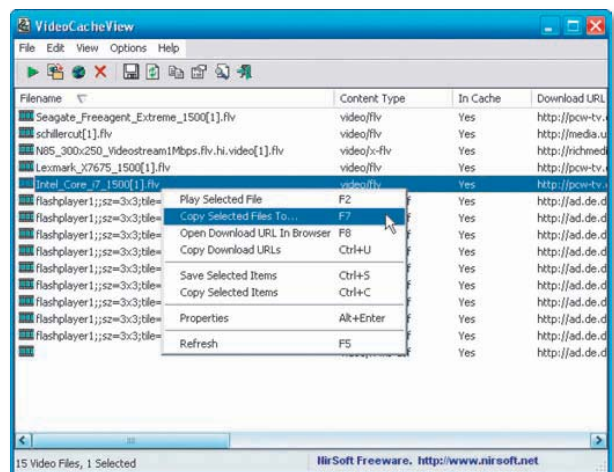 VideoCacheView
File Edit View Options Help
Filename Content Type In Cache Download URL
Seagate_Freeagent_Extreme_1500[1].flv video/flv Yes http://pcw-tv.
schillercut[1].flv video/flv Yes http://media.u
N85_300x250_Videostream1Mbps.flv.hi.video[1].flv video/x-flv Yes http://richmedi
Lexmark_X7675_1500[1].flv video/flv Yes http://pcw-tv.
Intel_Core_i7_1500[1].flv video/flv Yes http://pcw-tv.
flashplayer1;;sz=3x3;tile= Play Selected File F2 f Yes http://ad.de.d
flashplayer1;;sz=3x3;tile= Copy Selected Files To... F7 Yes http://ad.de.d
flashplayer1;;sz=3x3;tile= Open Download URL In Browser F8 f Yes http://ad.de.d
flashplayer1;;sz=3x3;tile= Copy Download URLs Ctrl+U f Yes http://ad.de.d
flashplayer1;;sz=3x3;tile= Save Selected Items Ctrl+S f Yes http://ad.de.d
flashplayer1;;sz=3x3;tile= Copy Selected Items Ctrl+C f Yes http://ad.de.d
flashplayer1;;sz=3x3;tile= Properties Alt+Enter f Yes http://ad.de.d
flashplayer1;;sz=3x3;tile= f Yes http://ad.de.d
Refresh F5 Yes http://ad.de.d
15 Video Files, 1 Selected NirSoft Freeware. http://www.nirsoft.net